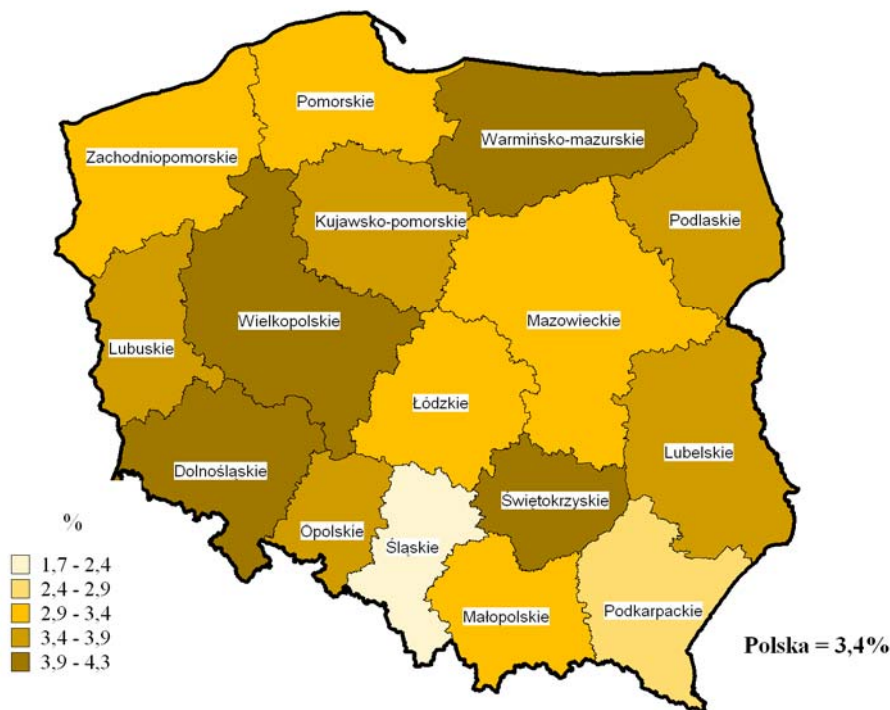 Pomorskie
Warmińsko-mazurskie
Zachodniopomorskie
Kujawsko-pomorskie
Podlaskie
Wielkopolskie
Mazowieckie
Lubuskie
Łódzkie
Lubelskie
Dolnośląskie
Świętokrzyskie
Opolskie
Śląskie
Małopolskie
Podkarpackie
%
1,7 - 2,4
2,4 - 2,9
2,9 - 3,4
3,4 - 3,9
3,9 - 4,3
Polska = 3,4%